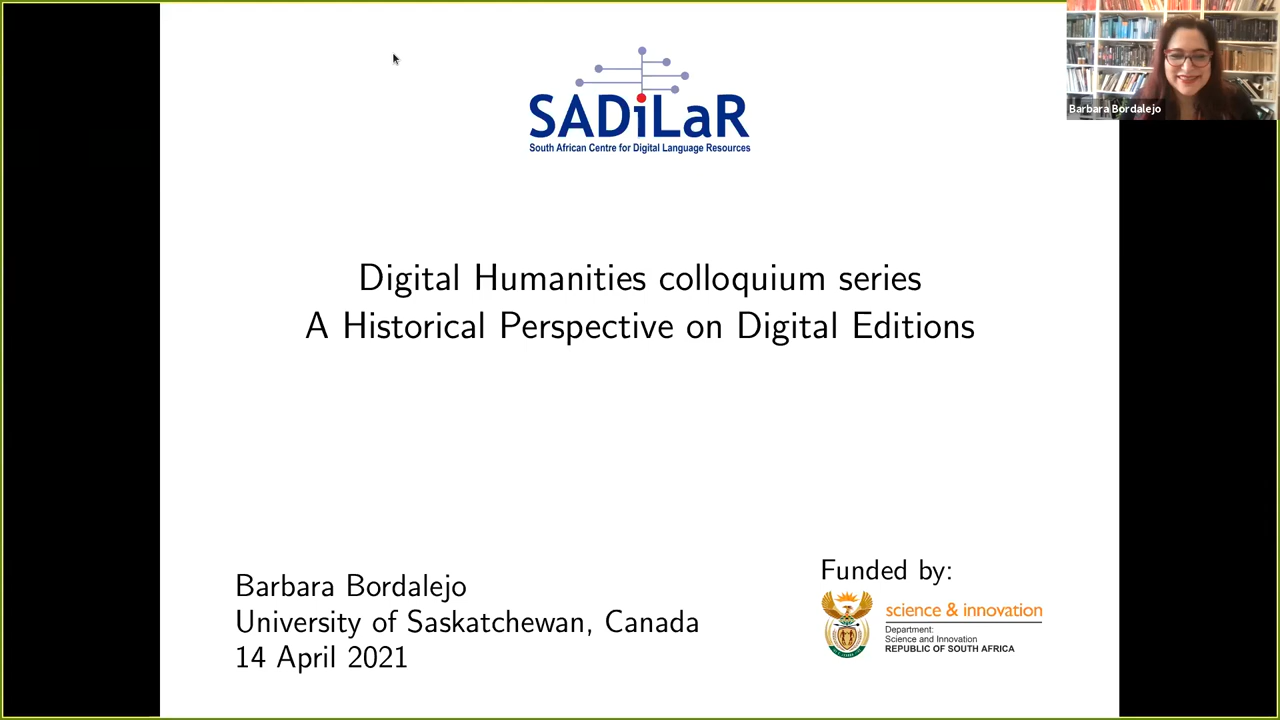 Barbara Bordalejo
SADiLaR
South African Centre for Digital Language Resources
Digital Humanities colloquium series
A Historical Perspective on Digital Editions
Barbara Bordalejo
University of Saskatchewan, Canada
14 April 2021
Funded by:
science & innovation
Department:
Science and Innovation
REPUBLIC OF SOUTH AFRICA